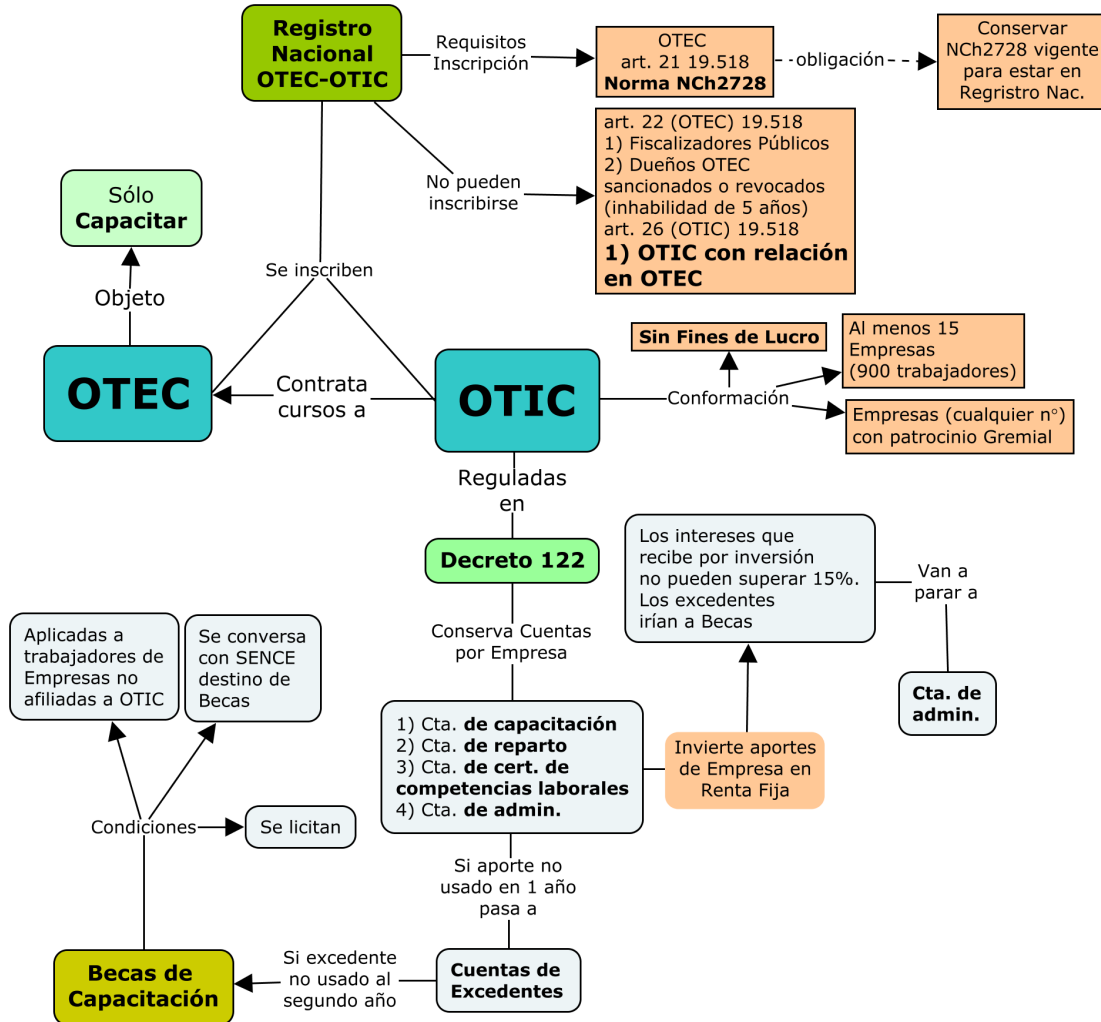 Registro
Nacional
OTEC-OTIC
Requisitos
Inscripción
OTEC
art. 21 19.518
Norma NCh2728
obligación
Conservar
NCh2728 vigente
para estar en
Regristro Nac.
No pueden
inscribirse
art. 22 (OTEC) 19.518
1) Fiscalizadores Públicos
2) Dueños OTEC
sancionados o revocados
(inhabilidad de 5 años)
art. 26 (OTIC) 19.518
1) OTIC con relación
en OTEC
Sólo
Capacitar
Se inscriben
Objeto
OTEC
Contrata
cursos a
OTIC
Conformación
Sin Fines de Lucro
Al menos 15
Empresas
(900 trabajadores)
Empresas (cualquier n°)
con patrocinio Gremial
Reguladas
en
Decreto 122
Conserva Cuentas
por Empresa
1) Cta. de capacitación
2) Cta. de reparto
3) Cta. de cert. de
competencias laborales
4) Cta. de admin.
Invierte aportes
de Empresa en
Renta Fija
Los intereses que
recibe por inversión
no pueden superar 15%.
Los excedentes
irían a Becas
Van a
parar a
Cta. de
admin.
Si aporte no
usado en 1 año
pasa a
Cuentas de
Excedentes
Si excedente
no usado al
segundo año
Becas de
Capacitación
Condiciones
Se licitan
Aplicadas a
trabajadores de
Empresas no
afiliadas a OTIC
Se conversa
con SENCE
destino de
Becas